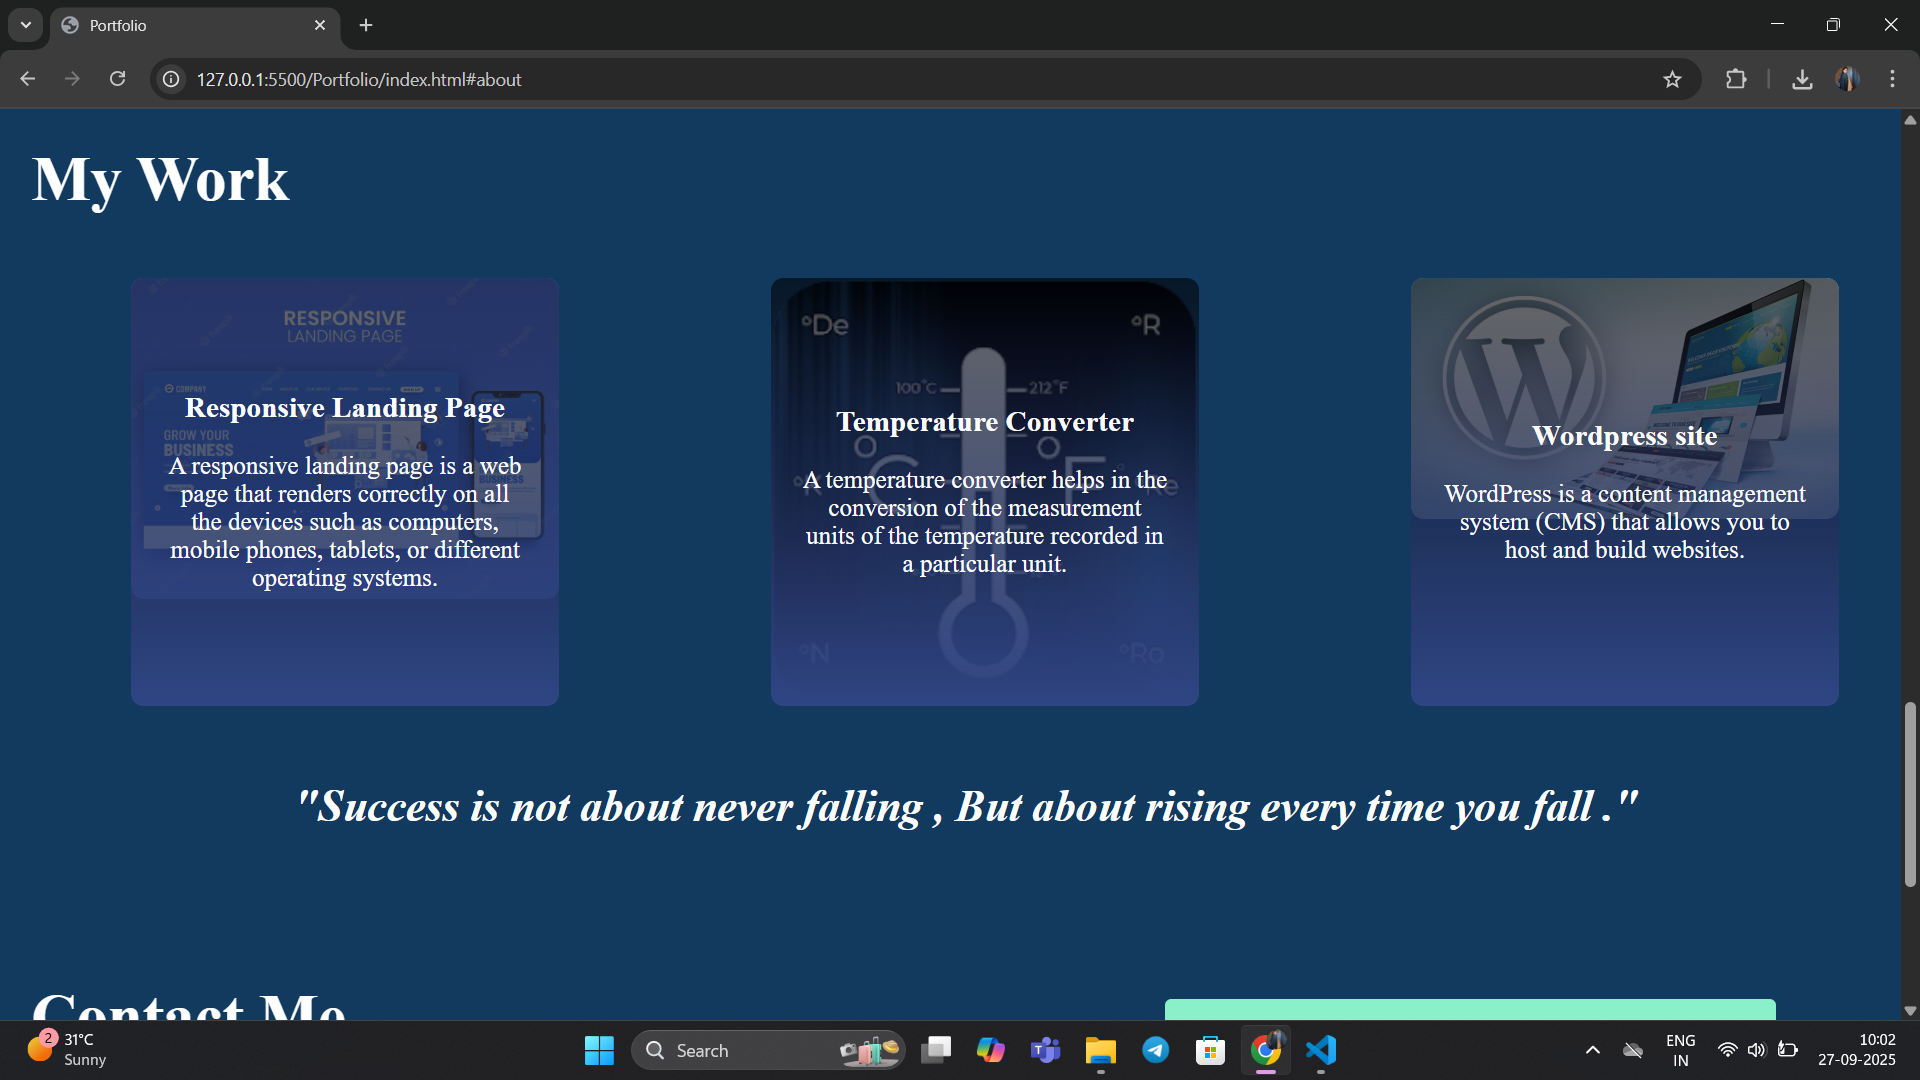 Portfolio
127.0.0.1:5500/Portfolio/index.html#about
My Work
RESPONSIVE
LANDING PAGE
COMPANY
GROW YOUR
BUSINESS
BUSINESS
Responsive Landing Page
A responsive landing page is a web
page that renders correctly on all
the devices such as computers,
mobile phones, tablets, or different
operating systems.
°De
°R
100°C
212°F
C
F
°N
°Ro
Temperature Converter
A temperature converter helps in the
conversion of the measurement
units of the temperature recorded in
a particular unit.
W
Wordpress site
WordPress is a content management
system (CMS) that allows you to
host and build websites.
"Success is not about never falling , But about rising every time you fall ."
Contact Me
2
31°C
Sunny
Search
ENG
IN
10:02
27-09-2025